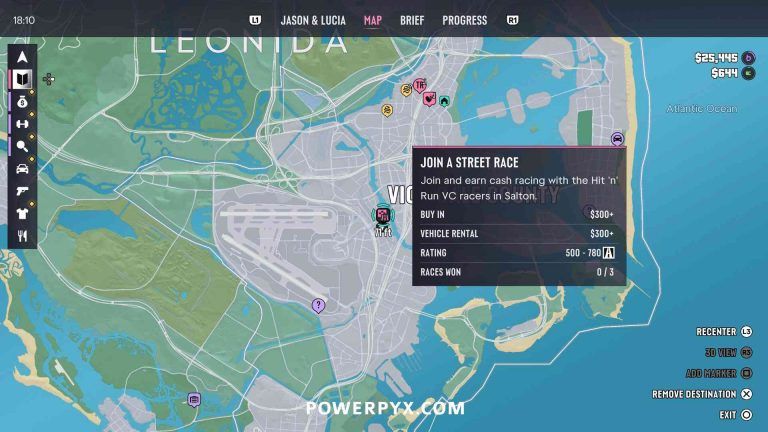 18:10
L1
JASON & LUCIA
MAP
BRIEF
PROGRESS
R1
LEONIDA
$25,445
$644
Atlantic Ocean
JOIN A STREET RACE
Join and earn cash racing with the Hit 'n'
Run VC racers in Salton.
BUY IN $300+
VEHICLE RENTAL $300+
RATING 500 - 780
RACES WON 0 / 3
RECENTER L3
3D VIEW R3
ADD MARKER
REMOVE DESTINATION
EXIT
POWERPYX.COM